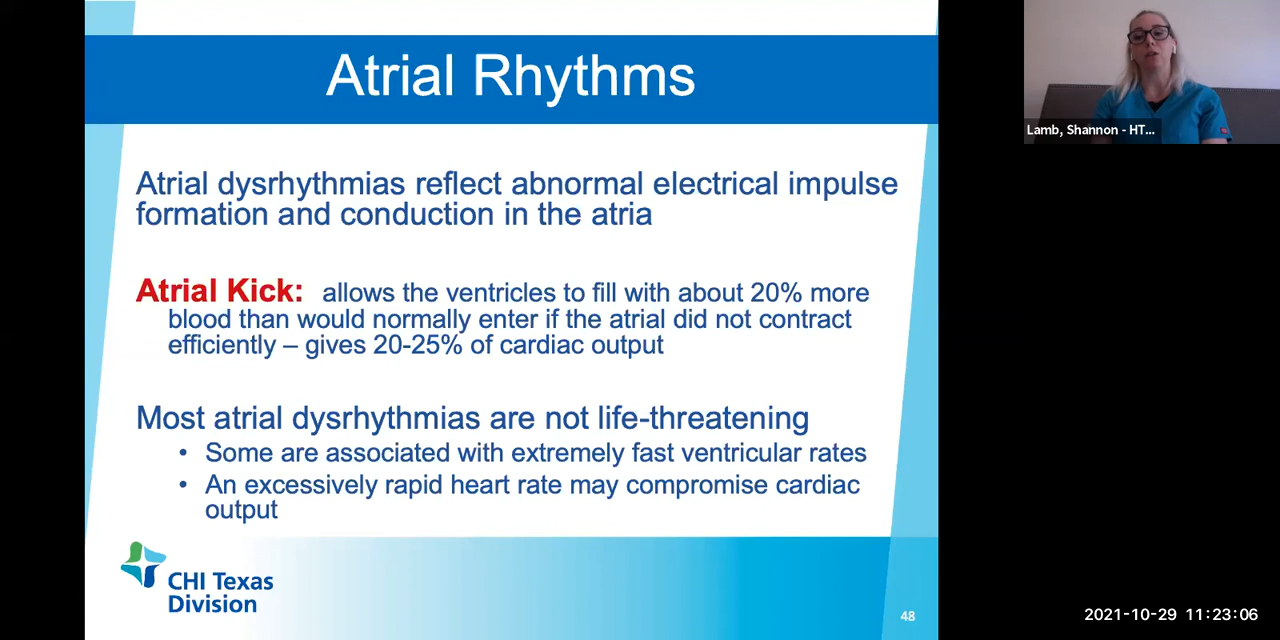 Atrial Rhythms
Lamb, Shannon - HT...
Atrial dysrhythmias reflect abnormal electrical impulse
formation and conduction in the atria
Atrial Kick: allows the ventricles to fill with about 20% more
blood than would normally enter if the atrial did not contract
efficiently – gives 20-25% of cardiac output
Most atrial dysrhythmias are not life-threatening
• Some are associated with extremely fast ventricular rates
• An excessively rapid heart rate may compromise cardiac
output
CHI Texas
Division
48
2021-10-29 11:23:06